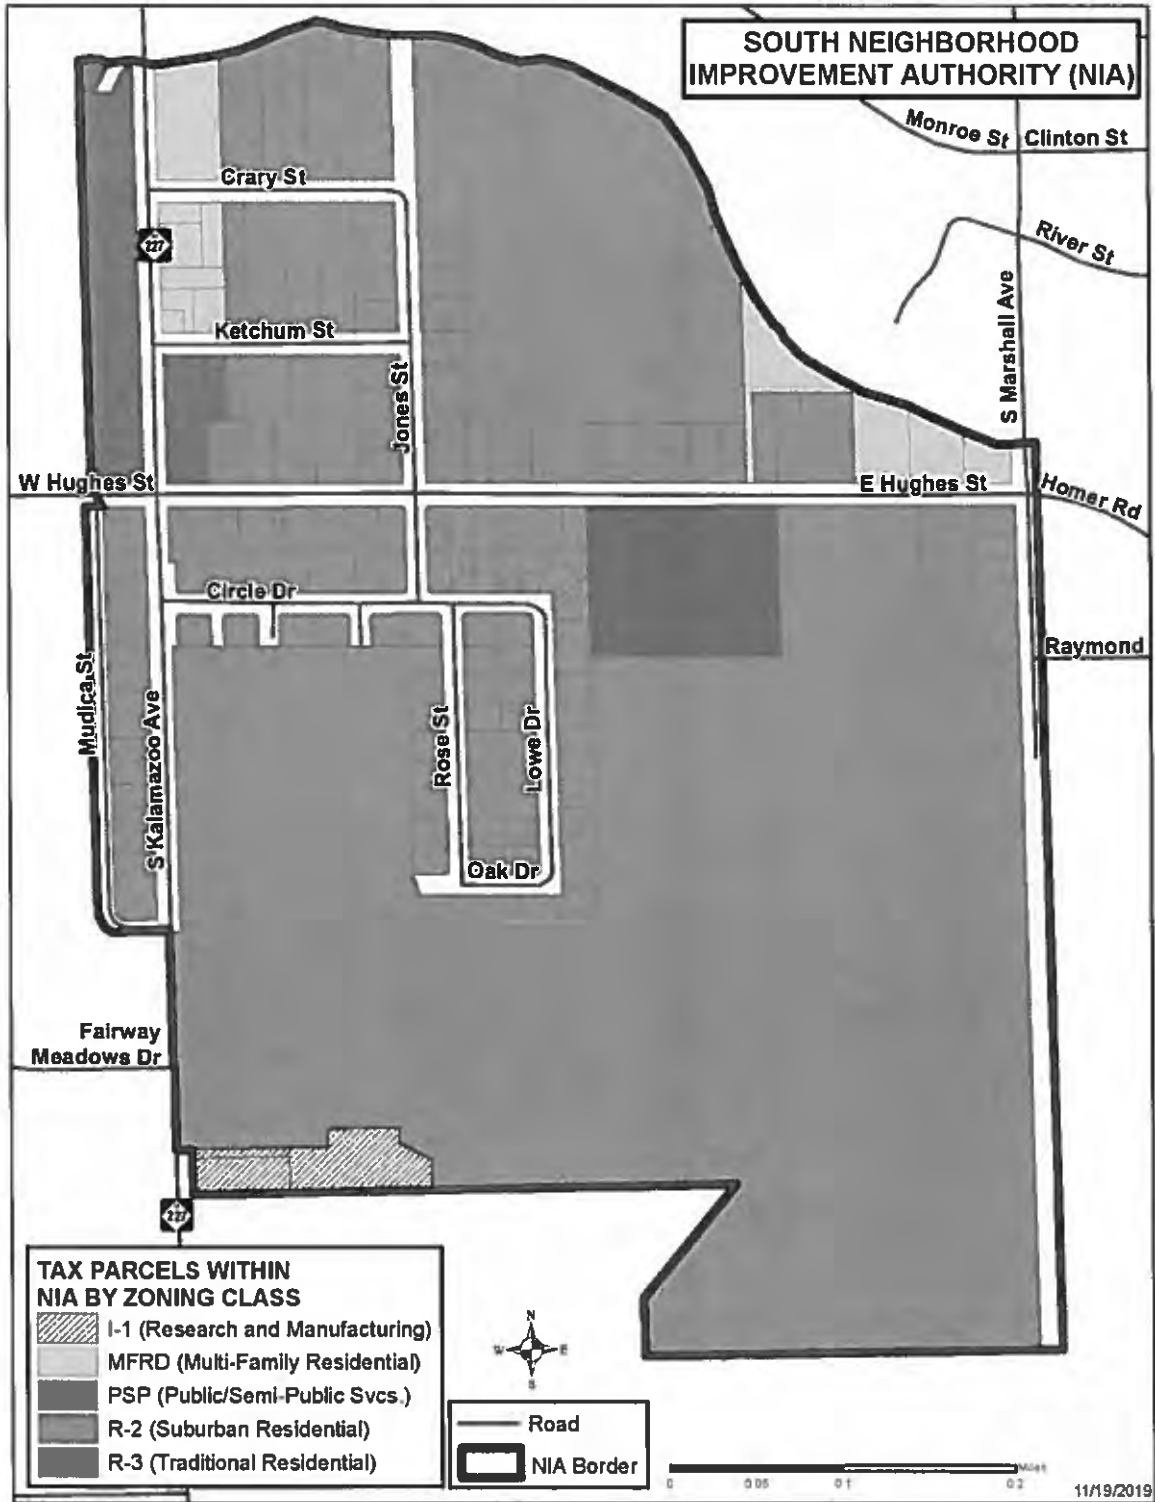 SOUTH NEIGHBORHOOD
IMPROVEMENT AUTHORITY (NIA)
Monroe St
Clinton St
Crary St
227
River St
Ketchum St
Jones St
S Marshall Ave
W Hughes St
E Hughes St
Homer Rd
Circle Dr
Raymond
Mudica St
S Kalamazoo Ave
Rose St
Lowe Dr
Oak Dr
Fairway
Meadows Dr
227
TAX PARCELS WITHIN
NIA BY ZONING CLASS
I-1 (Research and Manufacturing)
MFRD (Multi-Family Residential)
PSP (Public/Semi-Public Svcs.)
R-2 (Suburban Residential)
R-3 (Traditional Residential)
N
W E
S
Road
NIA Border
Miles
0 0.05 0.1 0.2
11/19/2019